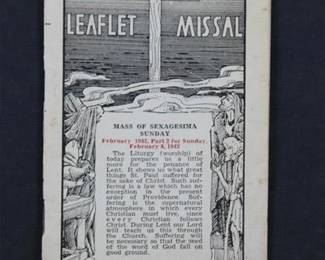 LEAFLET MISSAL
MASS OF SEXAGESIMA
SUNDAY
February 1942, Part 2 for Sunday,
February 8, 1942
The Liturgy (worship) of
today prepares us a little
more for the penance of
Lent. It shows us what great
things St. Paul suffered for
the sake of Christ. Such suf-
fering is a law which has no
exception in the present
order of Providence. Suf-
fering is the supernatural
atmosphere in which every
Christian must live, since
every Christian follows
Christ. During Lent our Lord
will teach us this through
the Church. Suffering will
be necessary so that the seed
of the word of God fall on
good ground.